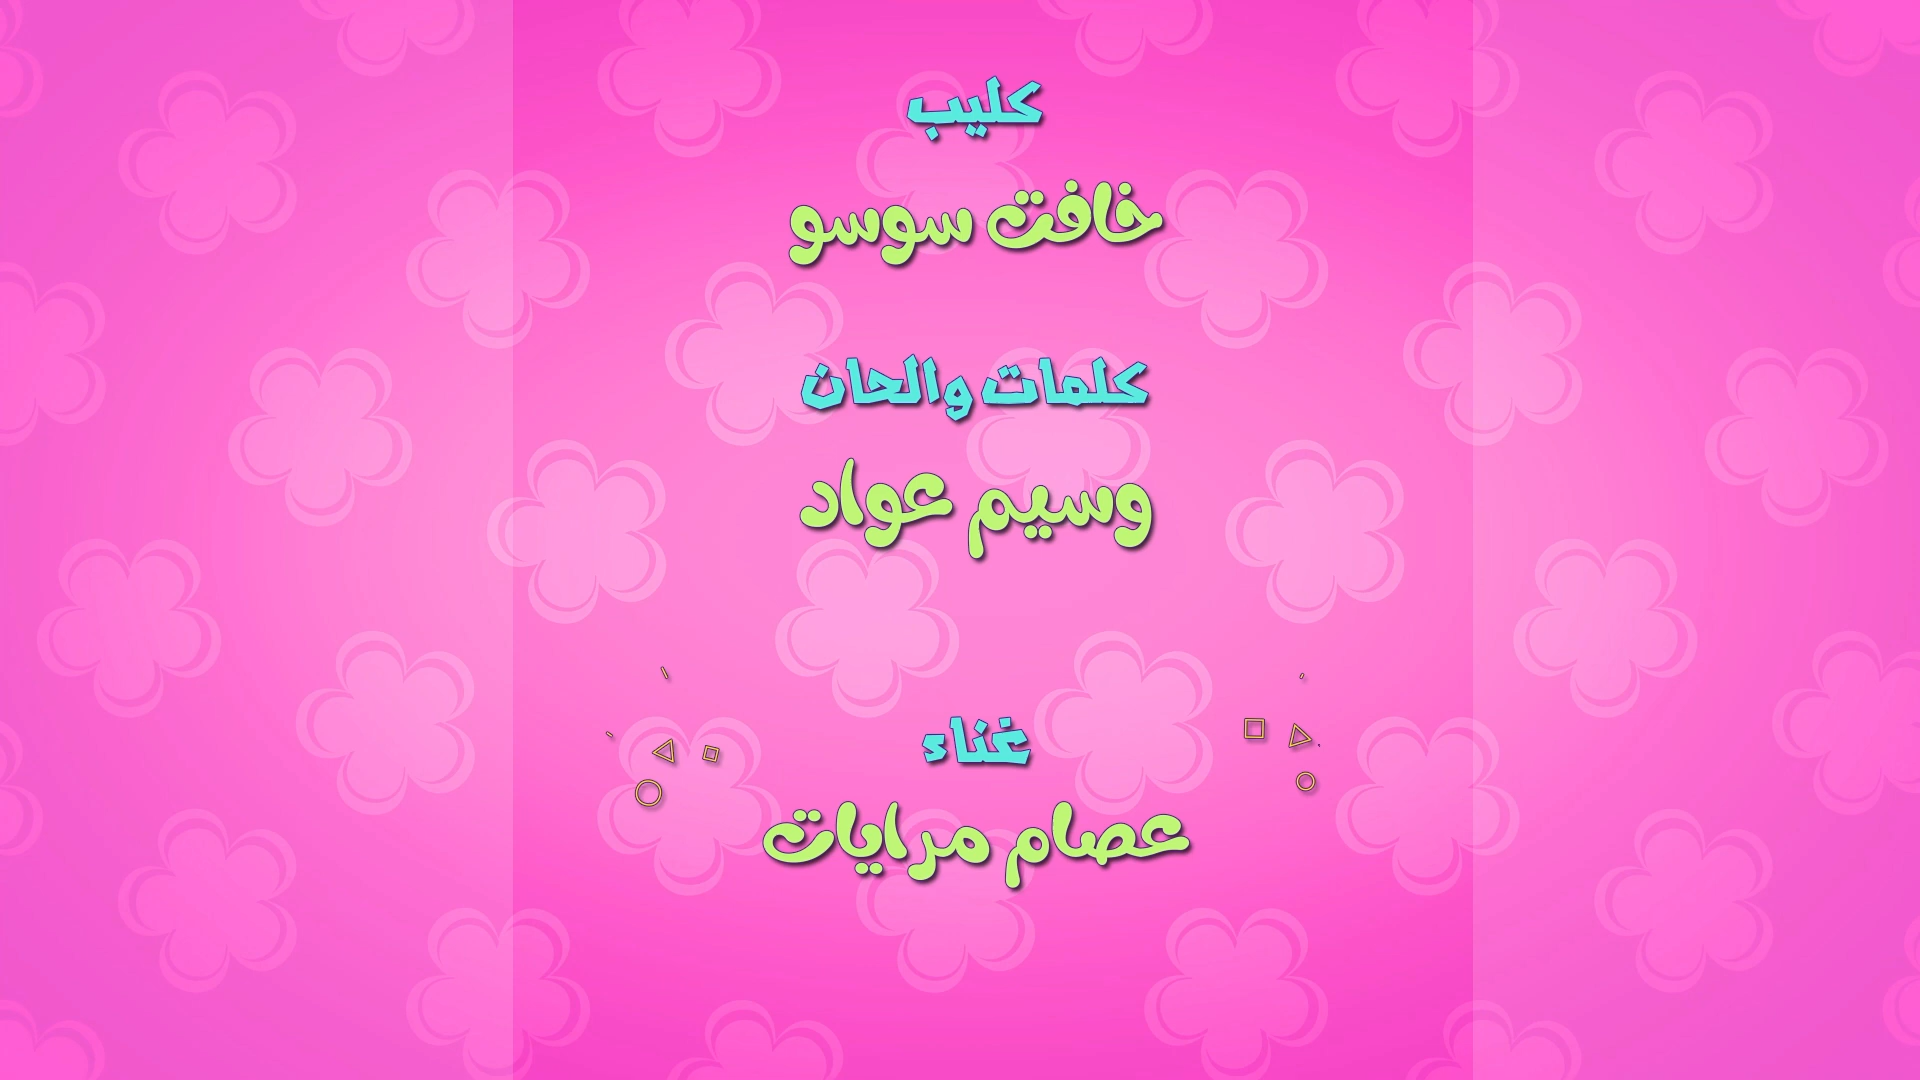 كليب
خافت سوسو
كلمات والحان
وسيم عواد
غناء
عصام مرايات